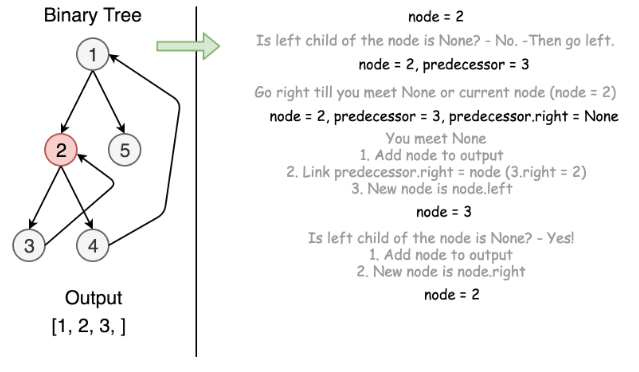 Binary Tree
1
2
5
3
4
Output
[1, 2, 3, ]
node = 2
Is left child of the node is None? - No. -Then go left.
node = 2, predecessor = 3
Go right till you meet None or current node (node = 2)
node = 2, predecessor = 3, predecessor.right = None
You meet None
1. Add node to output
2. Link predecessor.right = node (3.right = 2)
3. New node is node.left
node = 3
Is left child of the node is None? - Yes!
1. Add node to output
2. New node is node.right
node = 2